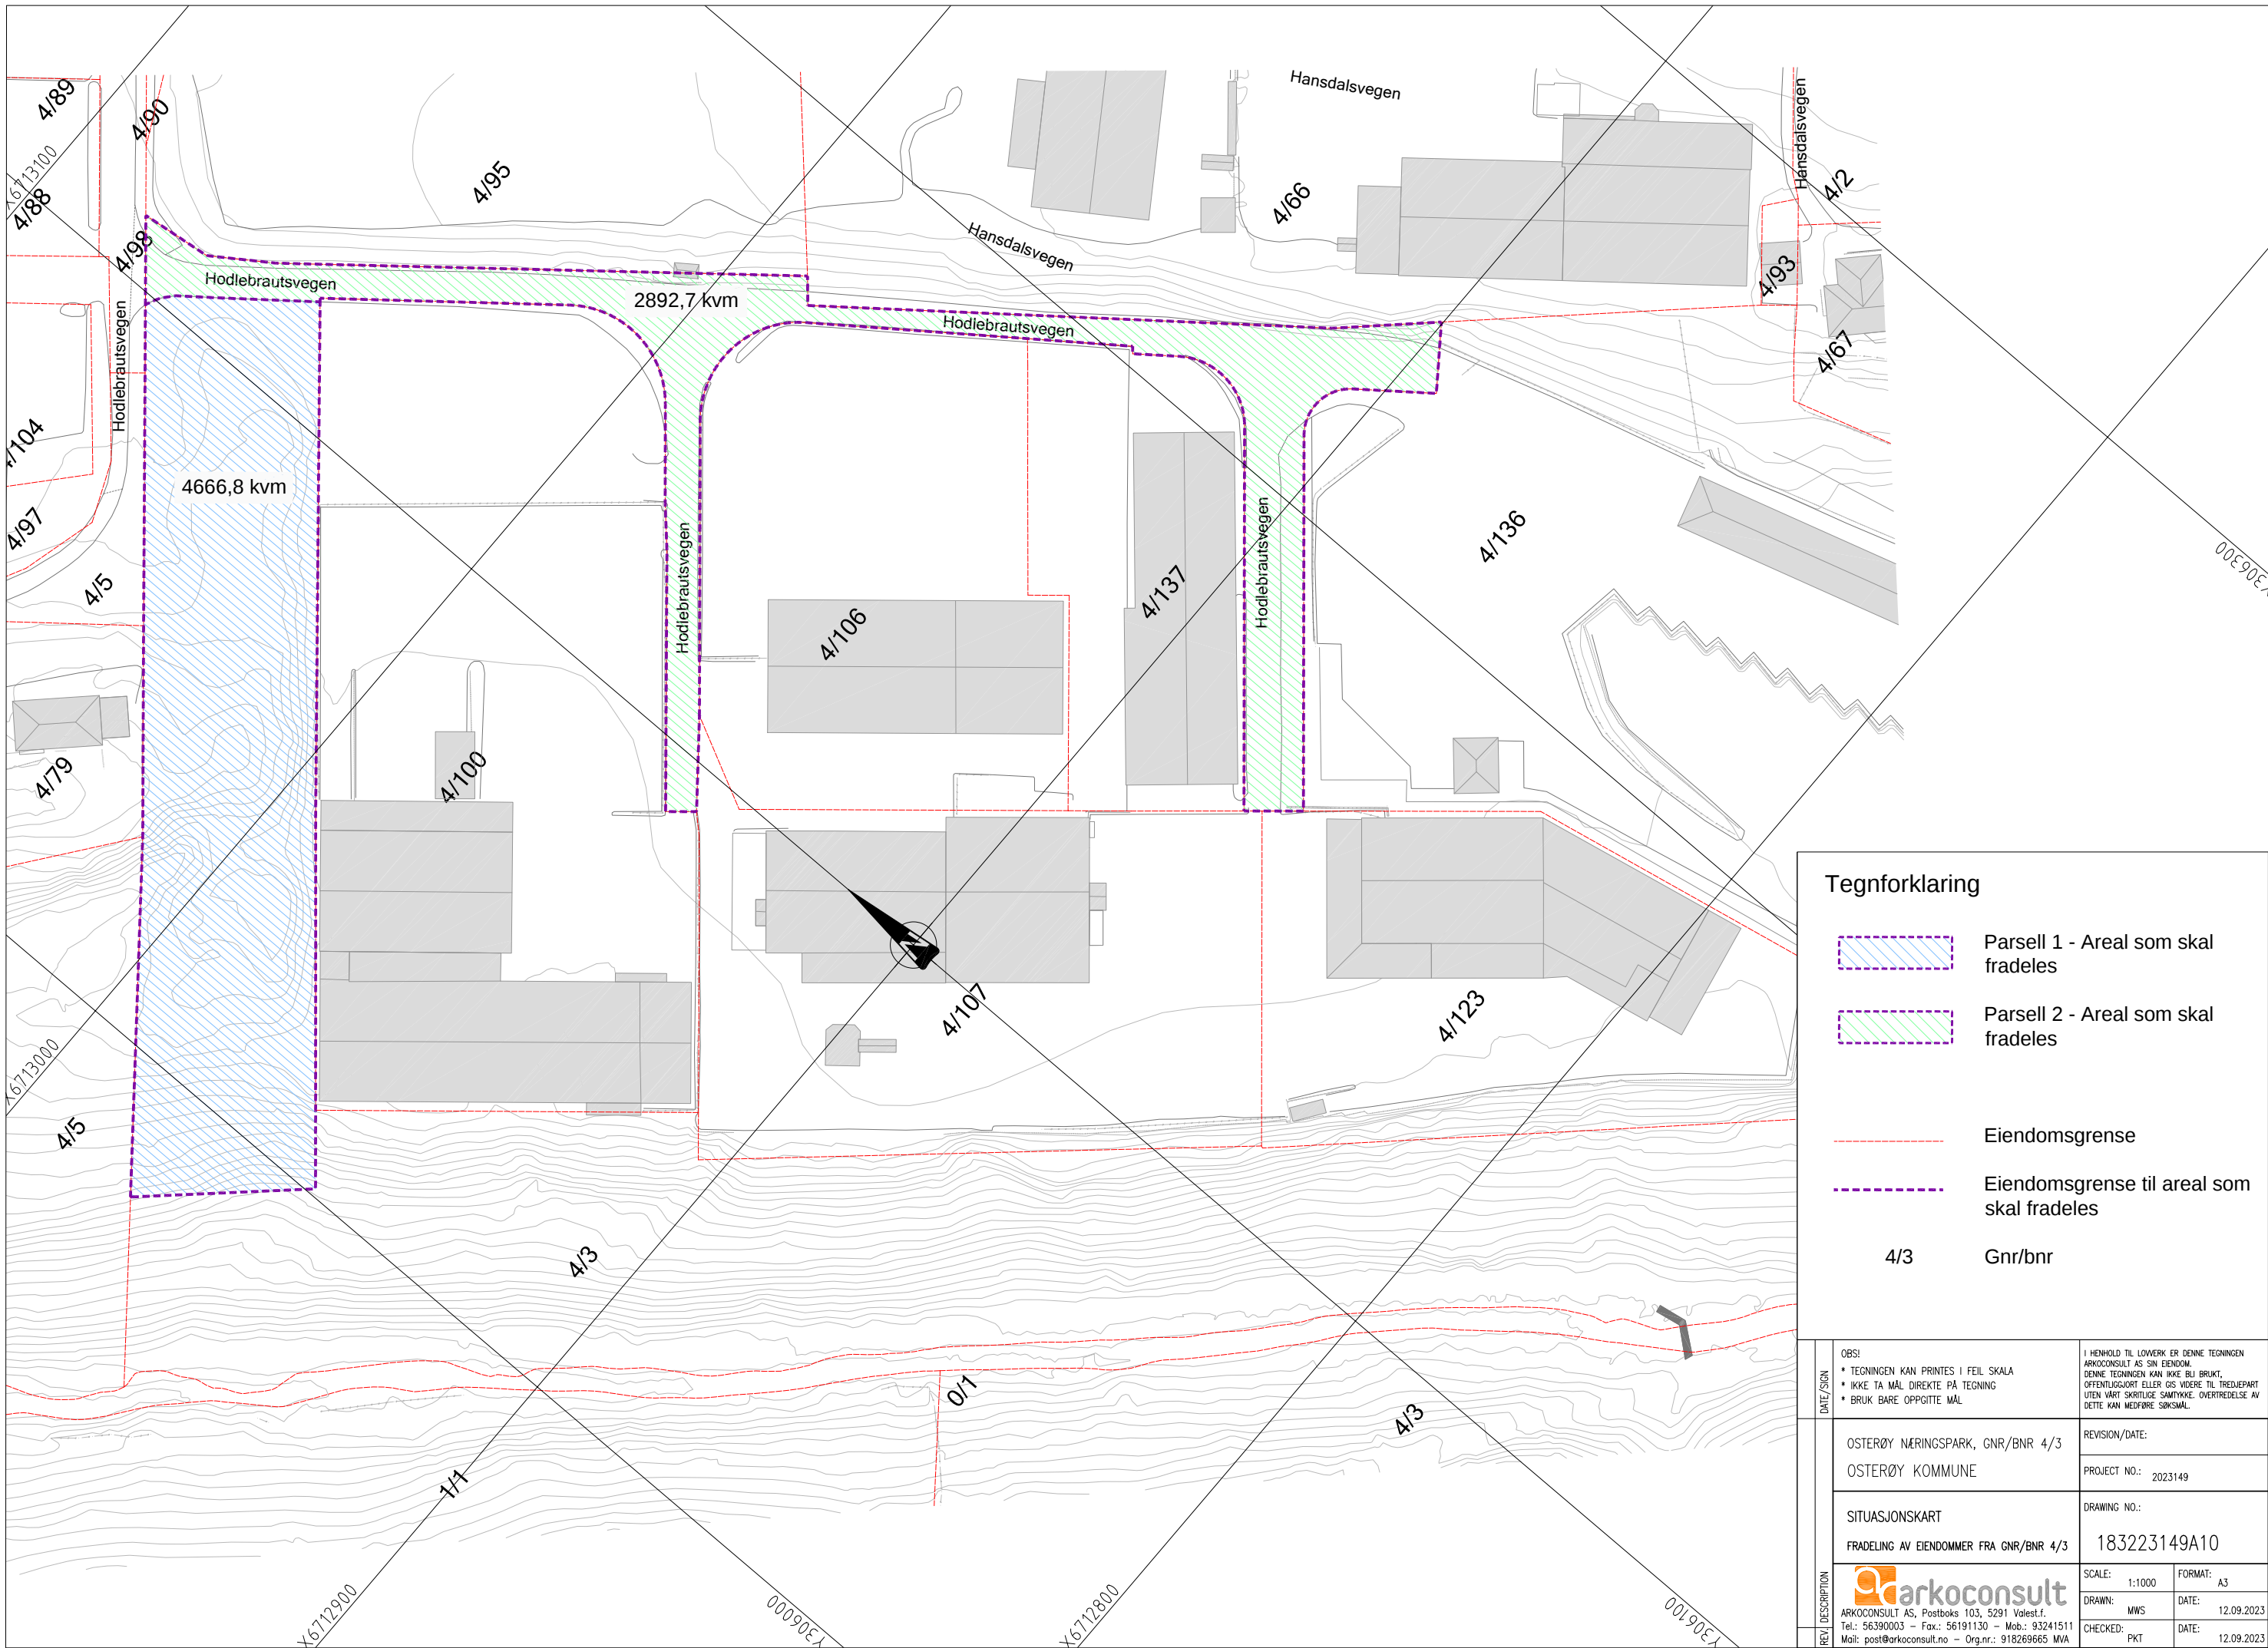 4/89
4/90
X6713100
4/88
4/98
4/95
Hansdalsvegen
4/66
Hansdalsvegen
Hansdalsvegen
4/2
4/93
4/67
Hodlebrautsvegen
2892,7 kvm
Hodlebrautsvegen
Hodlebrautsvegen
4/104
4666,8 kvm
4/97
4/5
Hodlebrautsvegen
4/106
4/137
Hodlebrautsvegen
4/136
Y306300
4/79
4/100
4/107
4/123
N
X6713000
4/5
4/3
0/1
4/3
1/1
X6712900
Y306000
X6712800
Y306100
Tegnforklaring
Parsell 1 - Areal som skal
fradeles
Parsell 2 - Areal som skal
fradeles
Eiendomsgrense
Eiendomsgrense til areal som
skal fradeles
4/3 Gnr/bnr
DATE/SIGN
REV. DESCRIPTION
OBS!
* TEGNINGEN KAN PRINTES I FEIL SKALA
* IKKE TA MÅL DIREKTE PÅ TEGNING
* BRUK BARE OPPGITTE MÅL
I HENHOLD TIL LOVVERK ER DENNE TEGNINGEN
ARKOCONSULT AS SIN EIENDOM.
DENNE TEGNINGEN KAN IKKE BLI BRUKT,
OFFENTLIGGJORT ELLER GIS VIDERE TIL TREDJEPART
UTEN VÅRT SKRITLIGE SAMTYKKE. OVERTREDELSE AV
DETTE KAN MEDFØRE SØKSMÅL.
OSTERØY NÆRINGSPARK, GNR/BNR 4/3
OSTERØY KOMMUNE
REVISION/DATE:
PROJECT NO.: 2023149
SITUASJONSKART
FRADELING AV EIENDOMMER FRA GNR/BNR 4/3
DRAWING NO.:
183223149A10
arkoconsult
ARKOCONSULT AS, Postboks 103, 5291 Valest.f.
Tel.: 56390003 – Fax.: 56191130 – Mob.: 93241511
Mail: post@arkoconsult.no – Org.nr.: 918269665 MVA
SCALE: 1:1000
FORMAT: A3
DRAWN: MWS
DATE: 12.09.2023
CHECKED: PKT
DATE: 12.09.2023